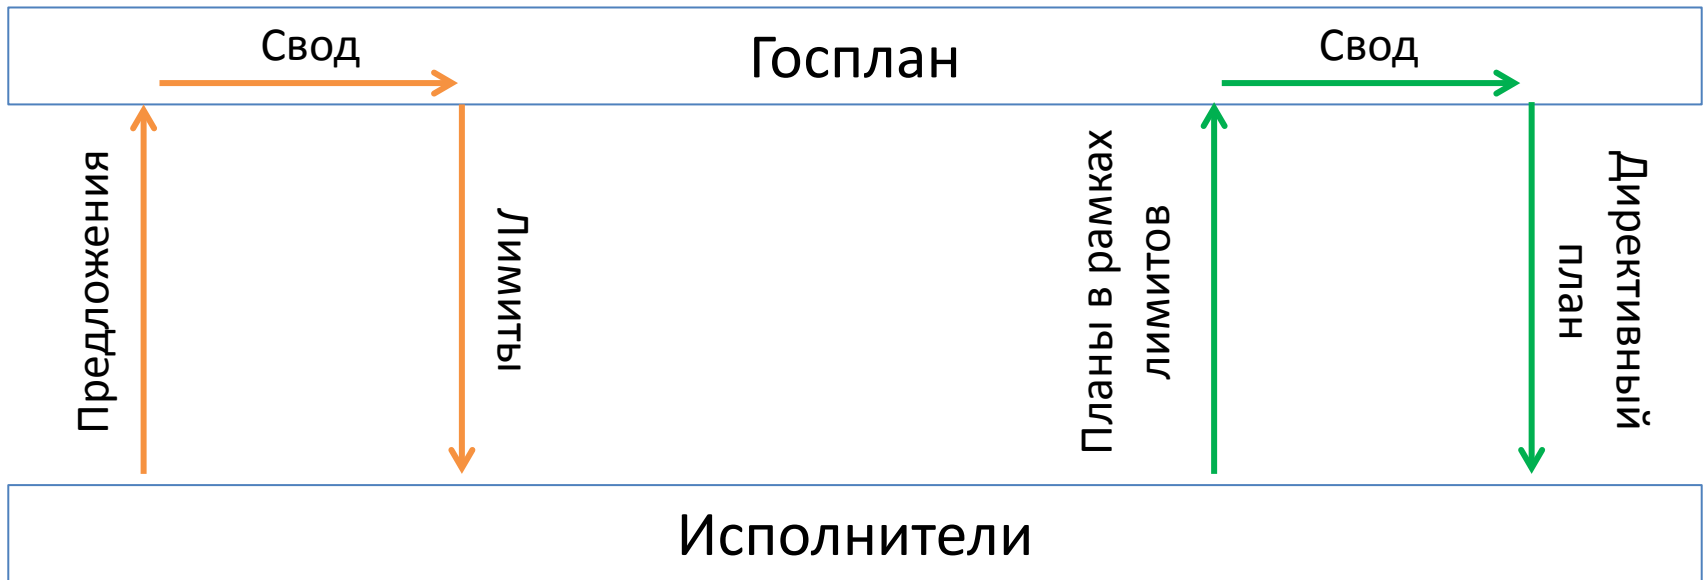 Свод
Госплан
Свод
Предложения
Лимиты
Планы в рамках
лимитов
Директивный
план
Исполнители